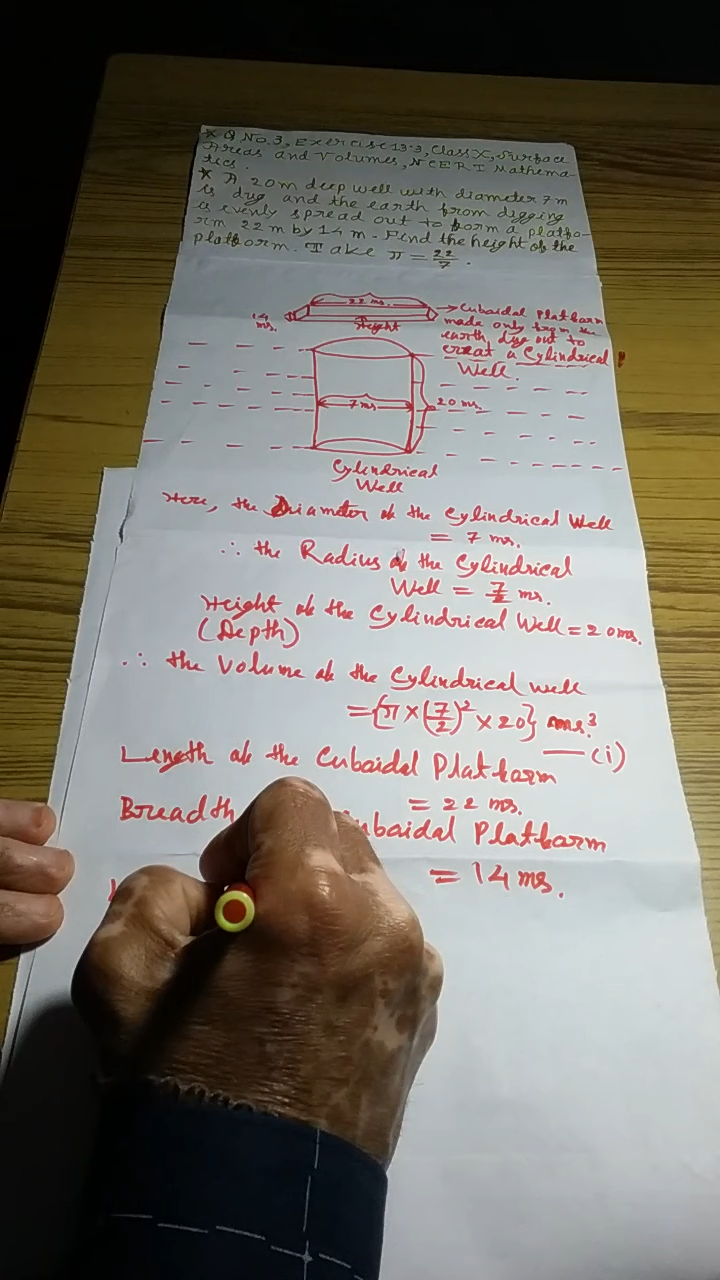 * Q No.3, Exercise 13.3, Class X, Surface
Areas and Volumes, NCERT Mathema-
tics.
* A 20m deep well with diameter 7m
is dug and the earth from digging
is evenly spread out to form a platfo-
rm 22 m by 14 m. Find the height of the
platform. Take π = 22/7.
22 ms.
14
ms.
Height
→ Cuboidal Platform
made only from the
earth dug out to
creat a Cylindrical
Well.
7 ms
20 ms.
Cylindrical
Well
Here, the Diameter of the Cylindrical Well
= 7 ms.
∴ the Radius of the Cylindrical
Well = 7/2 ms.
Height of the Cylindrical Well = 20 ms.
(Depth)
∴ the Volume of the Cylindrical Well
= {π × (7/2)² × 20} ms.³
—(i)
Length of the Cuboidal Platform
= 22 ms.
Breadth Cuboidal Platform
= 14 ms.